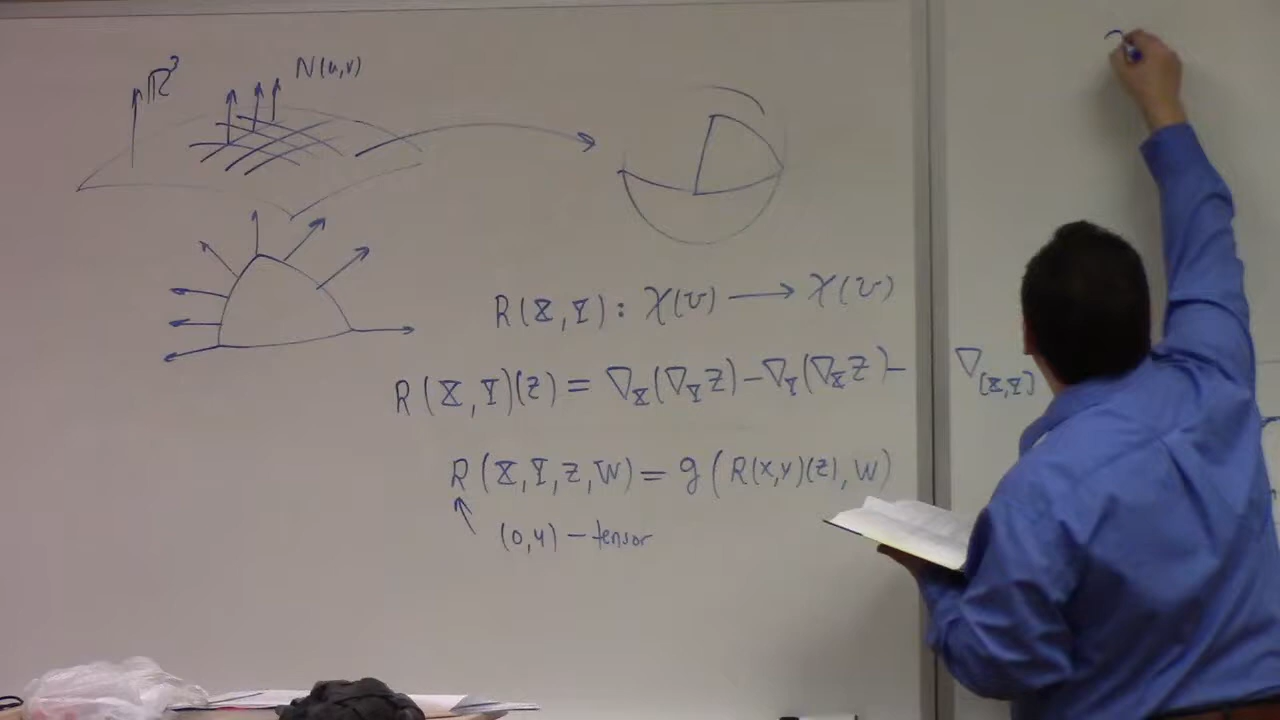 ℝ³
N(u,v)
R(X,Y): χ(U) ⟶ χ(U)
R(X,Y)(Z) = ∇_X(∇_Y Z) − ∇_Y(∇_X Z) − ∇_[X,Y]
R(X,Y,Z,W) = g(R(X,Y)(Z), W)
(0,4) – tensor